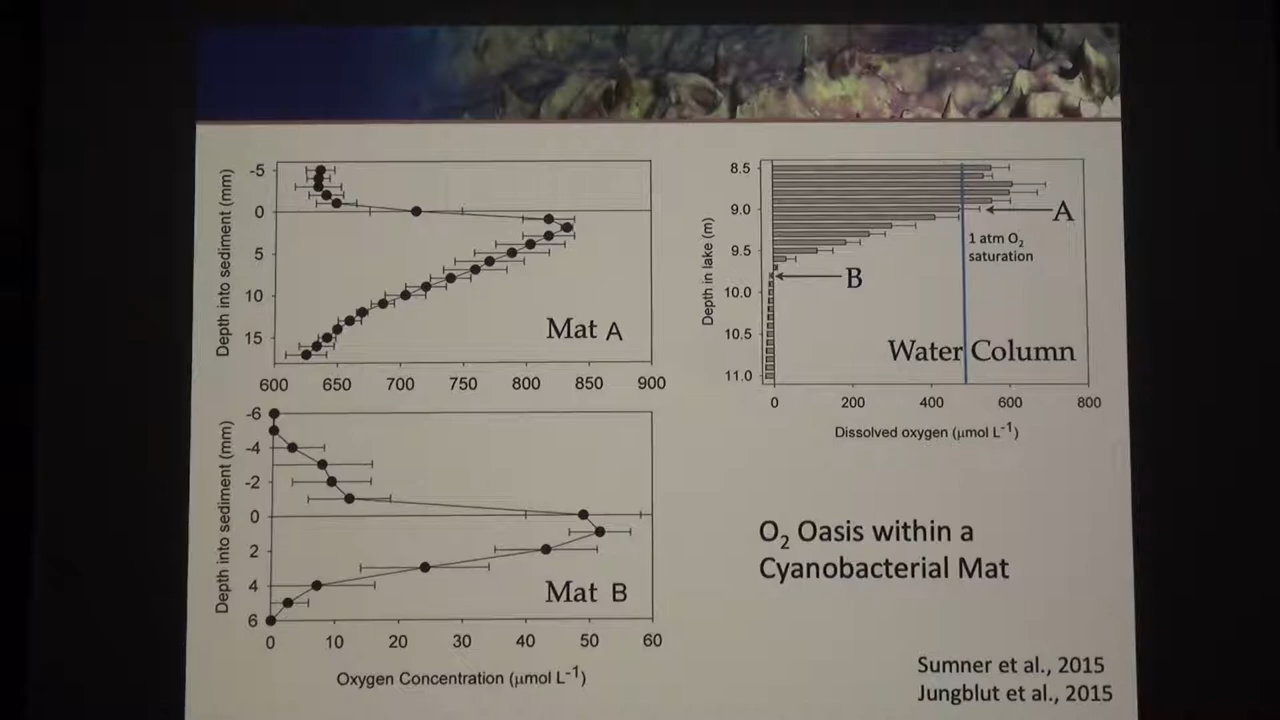 Depth into sediment (mm)
-5
0
5
10
15
Mat A
600 650 700 750 800 850 900
Depth into sediment (mm)
-6
-4
-2
0
2
4
6
Mat B
0 10 20 30 40 50 60
Oxygen Concentration (μmol L⁻¹)
Depth in lake (m)
8.5
9.0
9.5
10.0
10.5
11.0
A
1 atm O₂
saturation
B
Water Column
0 200 400 600 800
Dissolved oxygen (μmol L⁻¹)
O₂ Oasis within a
Cyanobacterial Mat
Sumner et al., 2015
Jungblut et al., 2015